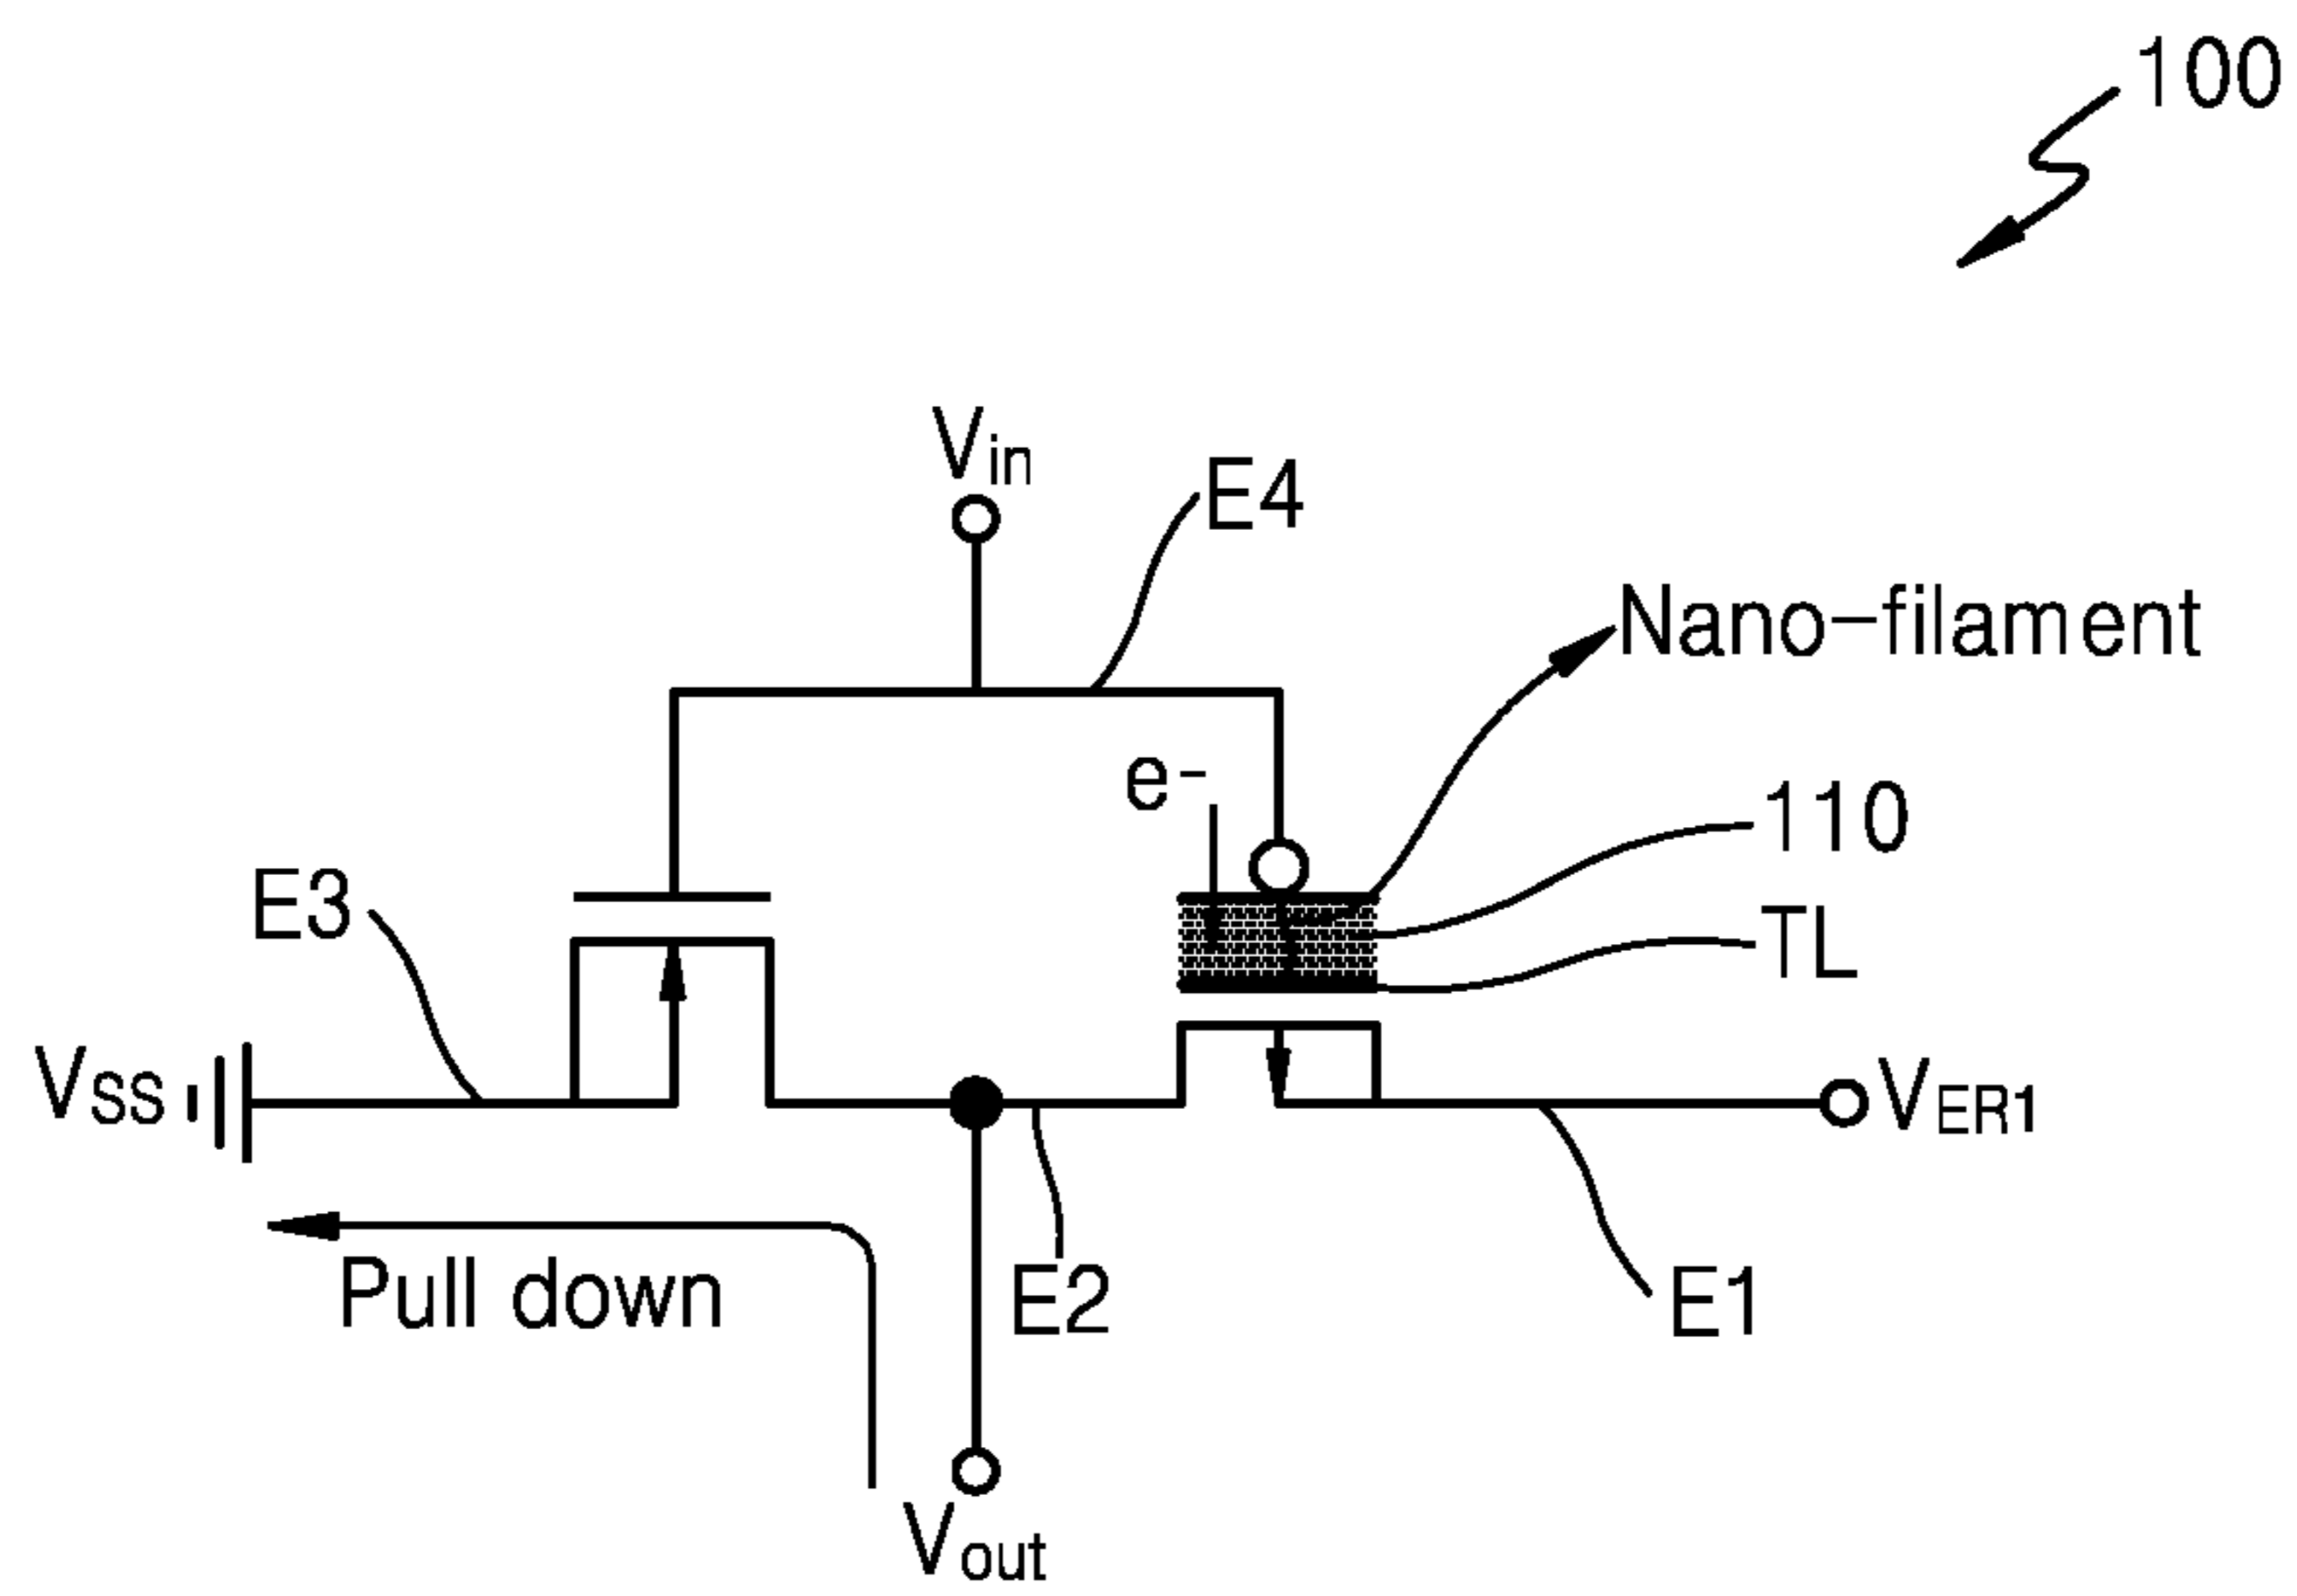 100
Vin
E4
Nano-filament
e-
110
E3
TL
VSS
VER1
Pull down
E2
E1
Vout